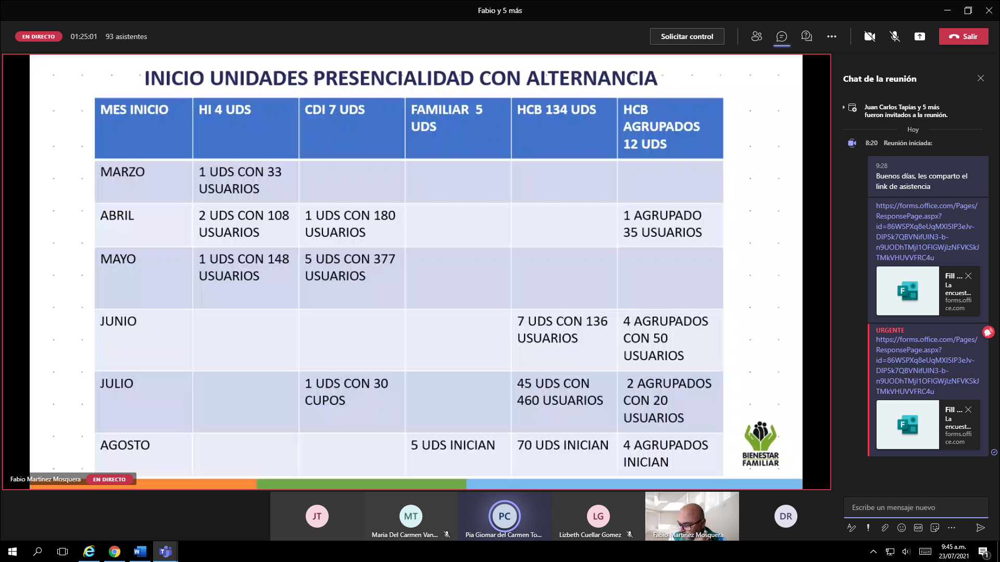 Fabio y 5 más
EN DIRECTO
01:25:01
93 asistentes
Solicitar control
Salir
INICIO UNIDADES PRESENCIALIDAD CON ALTERNANCIA
MES INICIO
HI 4 UDS
CDI 7 UDS
FAMILIAR 5
UDS
HCB 134 UDS
HCB
AGRUPADOS
12 UDS
MARZO
1 UDS CON 33
USUARIOS
ABRIL
2 UDS CON 108
USUARIOS
1 UDS CON 180
USUARIOS
1 AGRUPADO
35 USUARIOS
MAYO
1 UDS CON 148
USUARIOS
5 UDS CON 377
USUARIOS
JUNIO
7 UDS CON 136
USUARIOS
4 AGRUPADOS
CON 50
USUARIOS
JULIO
1 UDS CON 30
CUPOS
45 UDS CON
460 USUARIOS
2 AGRUPADOS
CON 20
USUARIOS
AGOSTO
5 UDS INICIAN
70 UDS INICIAN
4 AGRUPADOS
INICIAN
BIENESTAR
FAMILIAR
Fabio Martinez Mosquera
EN DIRECTO
Chat de la reunión
Juan Carlos Tapias y 5 más
fueron invitados a la reunión.
Hoy
8:20 Reunión iniciada:
9:28
Buenos días, les comparto el
link de asistencia
https://forms.office.com/Pages/
ResponsePage.aspx?
id=86WSPXq8eUqMXI5IP3eJv-
DIP5k7QBVNifUIN3-b-
n9UODhTMjI1OFlGWjIzNFVKSkJ
TMkVHUVVFRC4u
Fill ...
La
encuest...
forms.offi
ce.com
URGENTE
https://forms.office.com/Pages/
ResponsePage.aspx?
id=86WSPXq8eUqMXI5IP3eJv-
DIP5k7QBVNifUIN3-b-
n9UODhTMjI1OFlGWjIzNFVKSkJ
TMkVHUVVFRC4u
Fill ...
La
encuest...
forms.offi
ce.com
Escribe un mensaje nuevo
GIF
JT
MT
Maria Del Carmen Van...
PC
Pia Giomar del Carmen To...
LG
Lizbeth Cuellar Gomez
Fabio Martinez Mosquera
DR
9:45 a.m.
23/07/2021
1